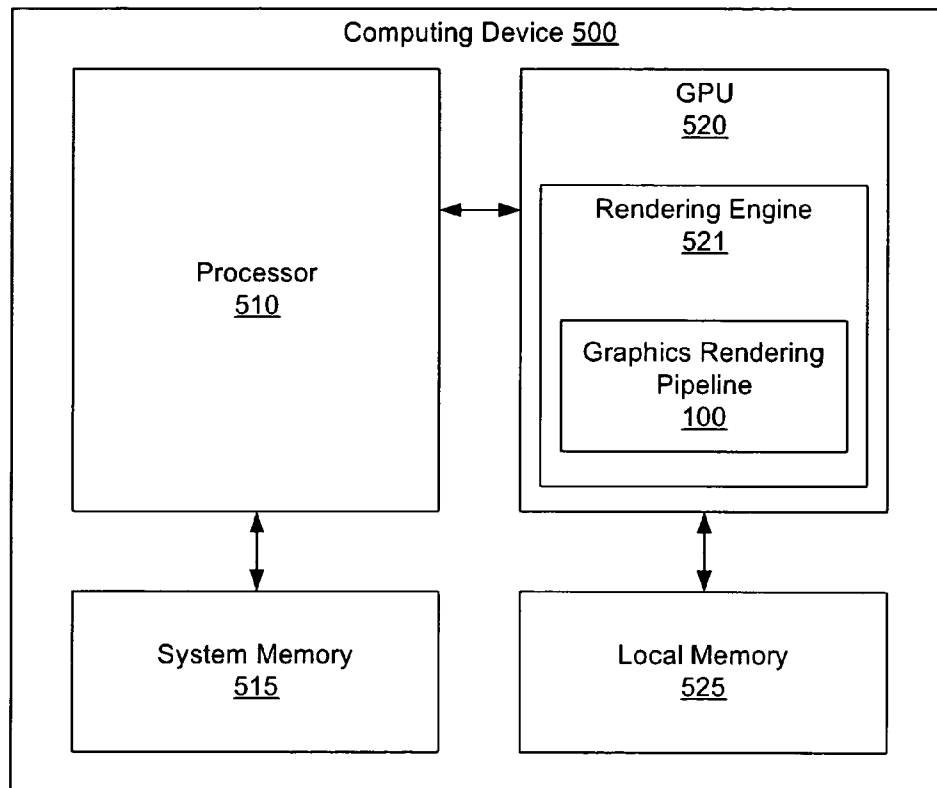 Computing Device 500
Processor
510
GPU
520
Rendering Engine
521
Graphics Rendering
Pipeline
100
System Memory
515
Local Memory
525